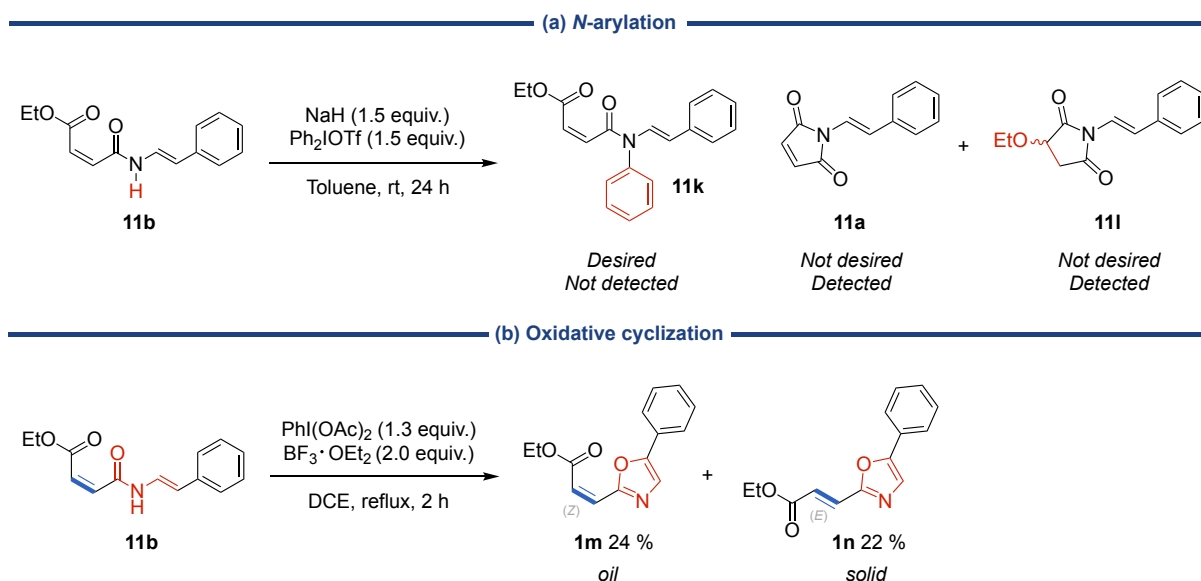 (a) N-arylation
EtO
O
O
N
H
11b
NaH (1.5 equiv.)
Ph₂IOTf (1.5 equiv.)
Toluene, rt, 24 h
EtO
O
O
N
11k
Desired
Not detected
O
N
O
11a
Not desired
Detected
+
O
N
EtO
O
11l
Not desired
Detected
(b) Oxidative cyclization
EtO
O
O
N
H
11b
PhI(OAc)₂ (1.3 equiv.)
BF₃・OEt₂ (2.0 equiv.)
DCE, reflux, 2 h
EtO
O
O
N
(Z)
1m 24 %
oil
+
EtO
O
O
N
(E)
1n 22 %
solid